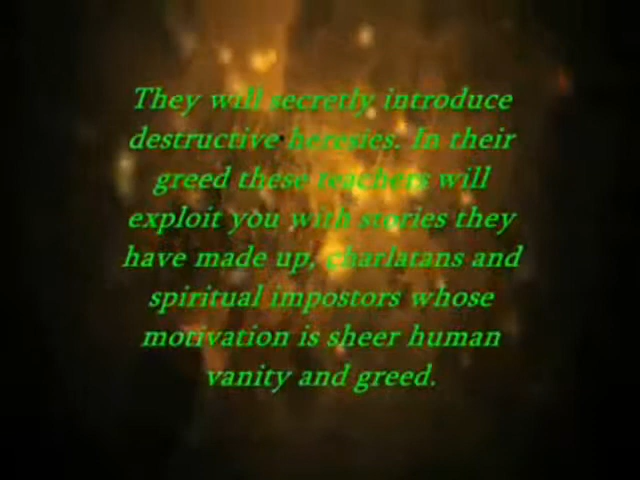 They will secretly introduce
destructive heresies. In their
greed these teachers will
exploit you with stories they
have made up, charlatans and
spiritual impostors whose
motivation is sheer human
vanity and greed.